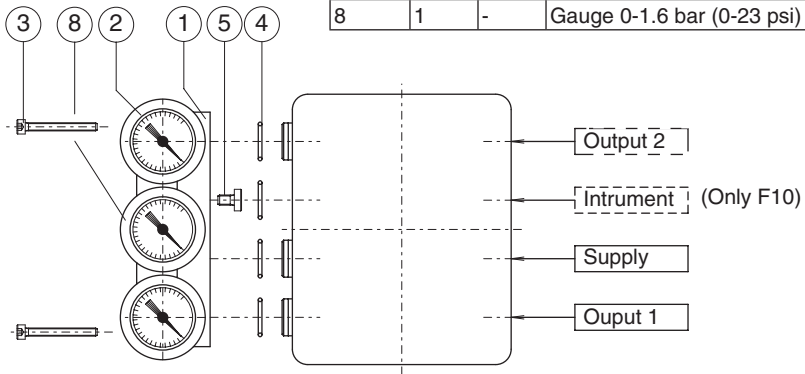 8 1 - Gauge 0-1.6 bar (0-23 psi)
3 8 2 1 5 4
Output 2
Intrument (Only F10)
Supply
Ouput 1